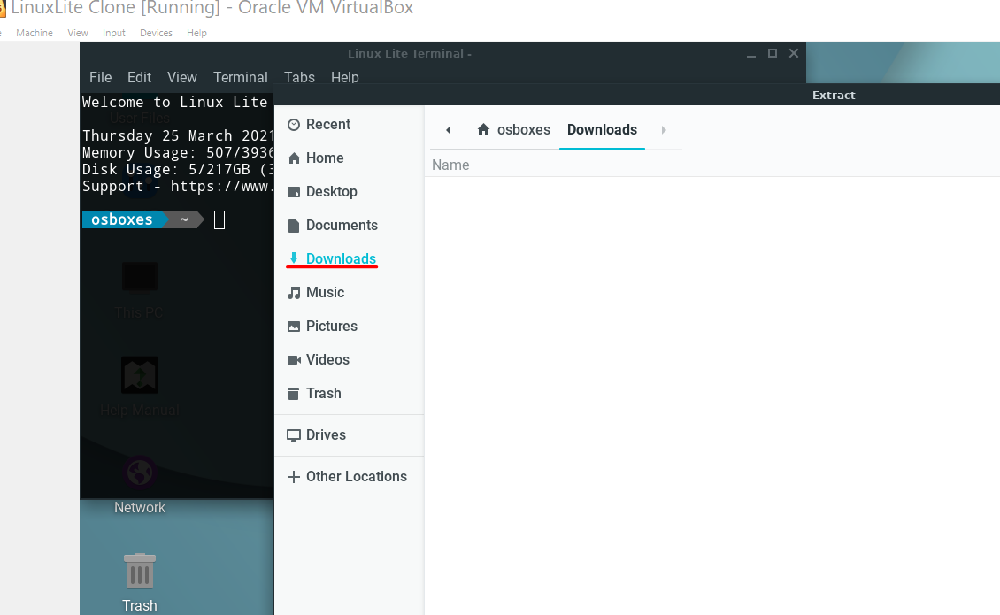 LinuxLite Clone [Running] - Oracle VM VirtualBox
Machine View Input Devices Help
Linux Lite Terminal -
File Edit View Terminal Tabs Help
Extract
Welcome to Linux Lite
User Files
Thursday 25 March 2021
Memory Usage: 507/3936
Disk Usage: 5/217GB (3
Support - https://www.
osboxes ~
This PC
Help Manual
Network
Trash
Recent
Home
Desktop
Documents
Downloads
Music
Pictures
Videos
Trash
Drives
Other Locations
osboxes Downloads
Name